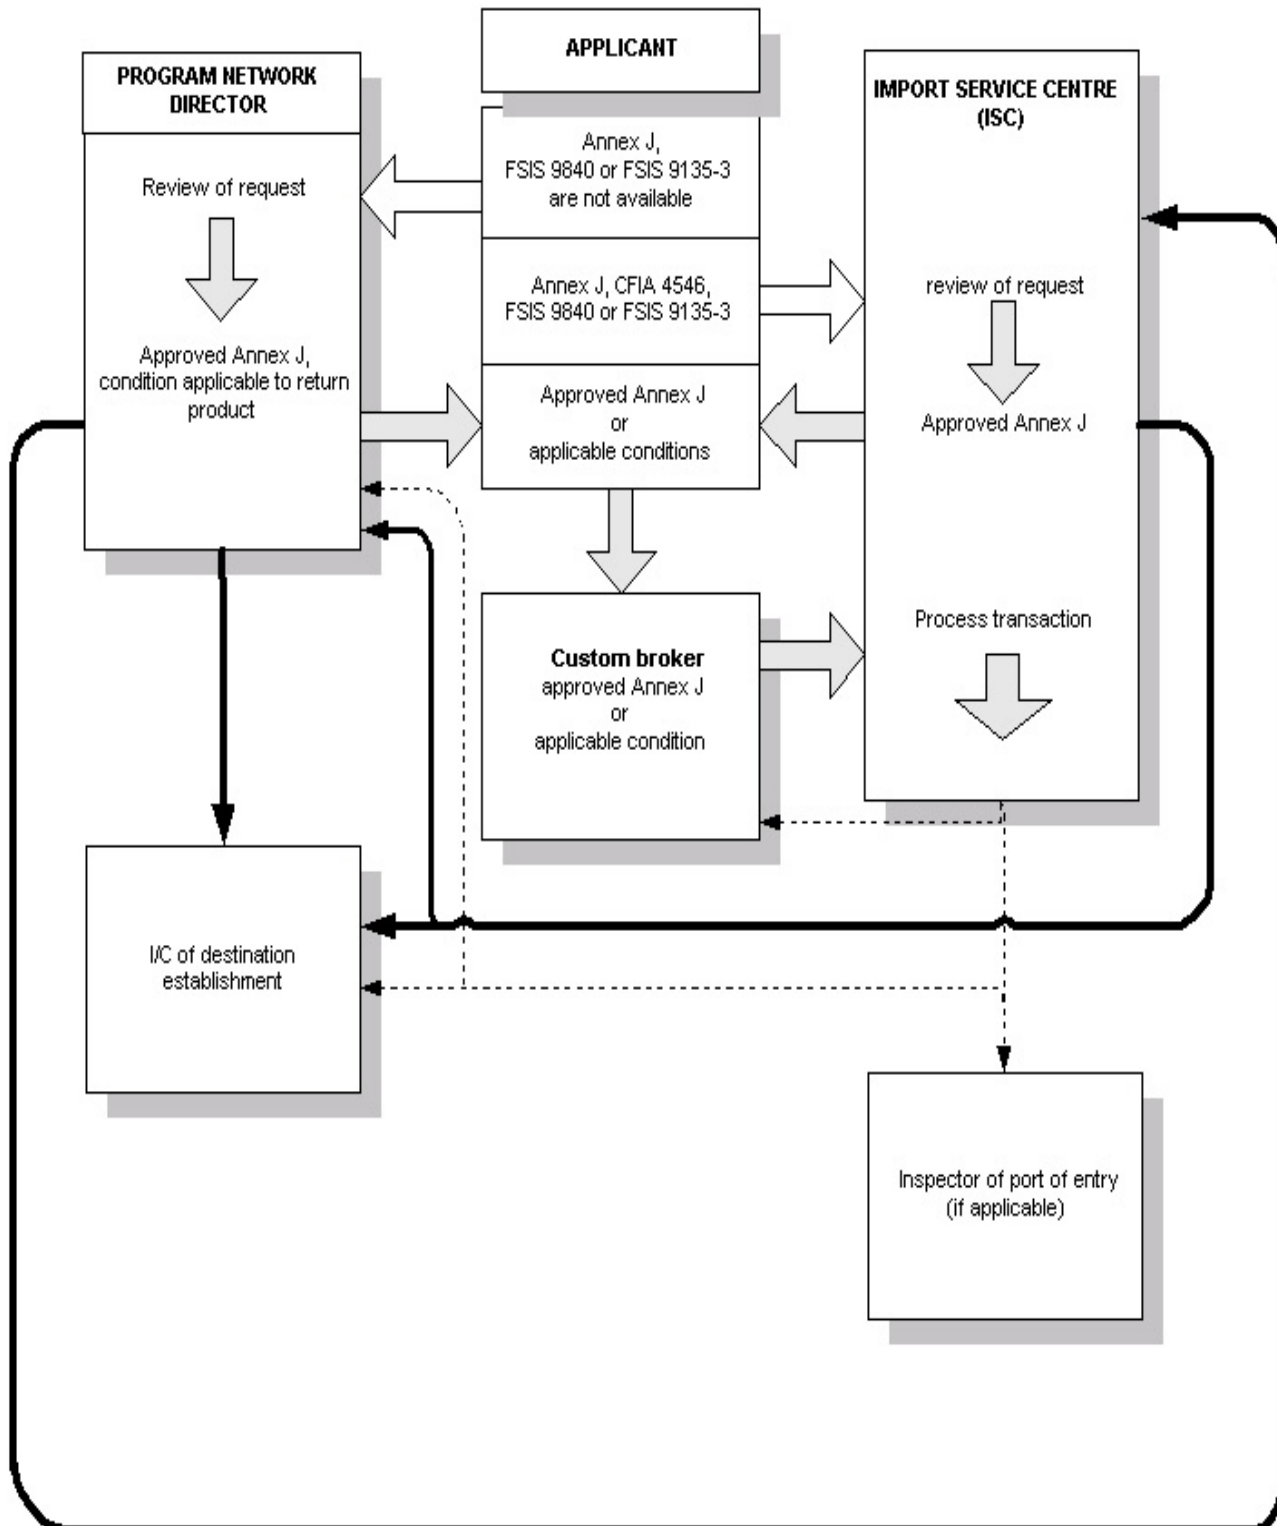 PROGRAM NETWORK
DIRECTOR
Review of request
Approved Annex J,
condition applicable to return
product
APPLICANT
Annex J,
FSIS 9840 or FSIS 9135-3
are not available
Annex J, CFIA 4546,
FSIS 9840 or FSIS 9135-3
Approved Annex J
or
applicable conditions
IMPORT SERVICE CENTRE
(ISC)
review of request
Approved Annex J
Process transaction
Custom broker
approved Annex J
or
applicable condition
I/C of destination
establishment
Inspector of port of entry
(if applicable)